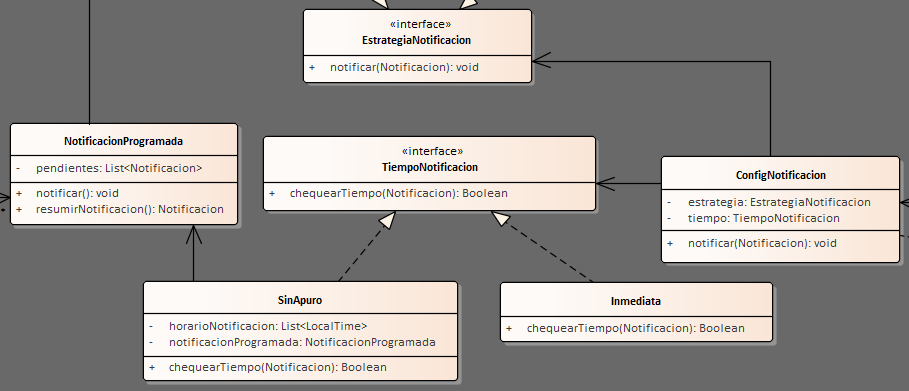 «interface»
EstrategiaNotificacion
+ notificar(Notificacion): void
NotificacionProgramada
- pendientes: List<Notificacion>
+ notificar(): void
+ resumirNotificacion(): Notificacion
«interface»
TiempoNotificacion
+ chequearTiempo(Notificacion): Boolean
ConfigNotificacion
- estrategia: EstrategiaNotificacion
- tiempo: TiempoNotificacion
+ notificar(Notificacion): void
SinApuro
- horarioNotificacion: List<LocalTime>
- notificacionProgramada: NotificacionProgramada
+ chequearTiempo(Notificacion): Boolean
Inmediata
+ chequearTiempo(Notificacion): Boolean